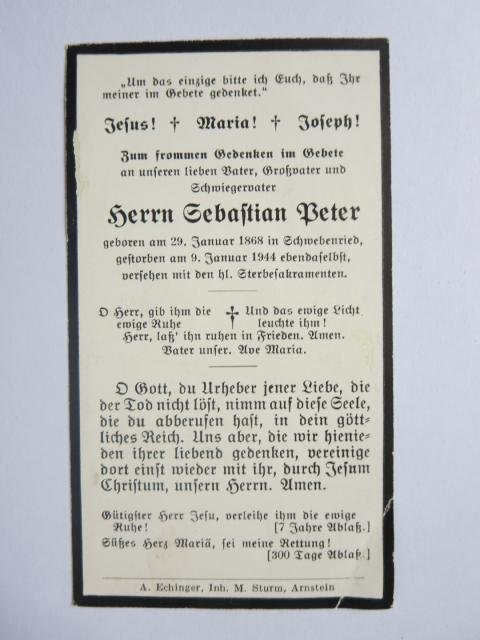 „Um das einzige bitte ich Euch, daß Ihr
meiner im Gebete gedenket.“
Jesus! † Maria! † Joseph!
Zum frommen Gedenken im Gebete
an unseren lieben Vater, Großvater und
Schwiegervater
Herrn Sebastian Peter
geboren am 29. Januar 1868 in Schwebenried,
gestorben am 9. Januar 1944 ebendaselbst,
versehen mit den hl. Sterbesakramenten.
O Herr, gib ihm die † Und das ewige Licht
ewige Ruhe leuchte ihm!
Herr, laß' ihn ruhen in Frieden. Amen.
Vater unser. Ave Maria.
O Gott, du Urheber jener Liebe, die
der Tod nicht löst, nimm auf diese Seele,
die du abberufen hast, in dein gött-
liches Reich. Uns aber, die wir hienie-
den ihrer liebend gedenken, vereinige
dort einst wieder mit ihr, durch Jesum
Christum, unsern Herrn. Amen.
Gütigster Herr Jesu, verleihe ihm die ewige
Ruhe! [7 Jahre Ablaß.]
Süßes Herz Mariä, sei meine Rettung!
[300 Tage Ablaß.]
A. Echinger, Inh. M. Sturm, Arnstein